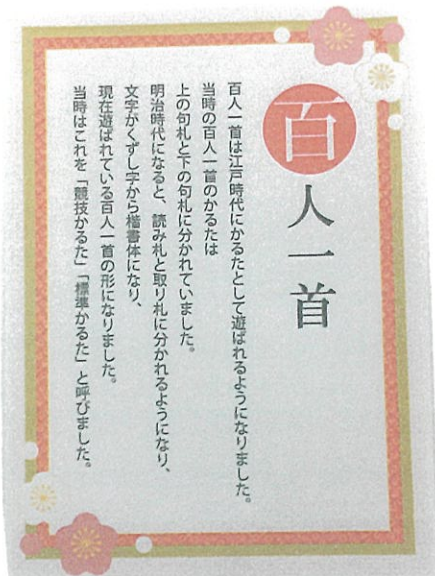 百人一首
百人一首は江戸時代にかるたとして遊ばれるようになりました。
当時の百人一首のかるたは
上の句札と下の句札に分かれていました。
明治時代になると、読み札と取り札に分かれるようになり、
文字がくずし字から楷書体になり、
現在遊ばれている百人一首の形になりました。
当時はこれを「競技かるた」「標準かるた」と呼びました。